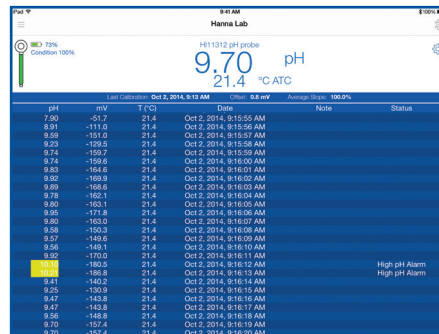 iPad 9:41 AM $100%
Hanna Lab
73%
Condition 100%
HI11312 pH probe
9.70 pH
21.4 °C ATC
Last Calibration: Oct 2, 2014, 9:13 AM Offset: 0.8 mV Average Slope: 100.0%
pH mV T (°C) Date Note Status
7.90 -51.7 21.4 Oct 2, 2014, 9:15:55 AM
8.91 -111.0 21.4 Oct 2, 2014, 9:15:56 AM
9.59 -151.0 21.4 Oct 2, 2014, 9:15:57 AM
9.23 -129.5 21.4 Oct 2, 2014, 9:15:58 AM
9.74 -159.7 21.4 Oct 2, 2014, 9:15:59 AM
9.74 -159.6 21.4 Oct 2, 2014, 9:16:00 AM
9.83 -164.6 21.4 Oct 2, 2014, 9:16:01 AM
9.92 -169.9 21.4 Oct 2, 2014, 9:16:02 AM
9.89 -168.6 21.4 Oct 2, 2014, 9:16:03 AM
9.78 -162.1 21.4 Oct 2, 2014, 9:16:04 AM
9.80 -163.1 21.4 Oct 2, 2014, 9:16:05 AM
9.95 -171.8 21.4 Oct 2, 2014, 9:16:06 AM
9.80 -163.0 21.4 Oct 2, 2014, 9:16:07 AM
9.58 -150.3 21.4 Oct 2, 2014, 9:16:08 AM
9.57 -149.6 21.4 Oct 2, 2014, 9:16:09 AM
9.56 -149.1 21.4 Oct 2, 2014, 9:16:10 AM
9.92 -170.0 21.4 Oct 2, 2014, 9:16:11 AM
10.10 -180.5 21.4 Oct 2, 2014, 9:16:12 AM High pH Alarm
10.21 -186.8 21.4 Oct 2, 2014, 9:16:13 AM High pH Alarm
9.41 -140.2 21.4 Oct 2, 2014, 9:16:14 AM
9.25 -130.9 21.4 Oct 2, 2014, 9:16:15 AM
9.47 -143.8 21.4 Oct 2, 2014, 9:16:16 AM
9.47 -143.8 21.4 Oct 2, 2014, 9:16:17 AM
9.56 -148.8 21.4 Oct 2, 2014, 9:16:18 AM
9.70 -157.4 21.4 Oct 2, 2014, 9:16:19 AM
9.70 -157.4 21.4 Oct 2, 2014, 9:16:20 AM